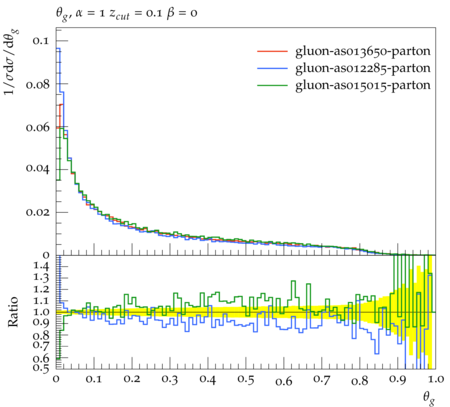 θg, α = 1 zcut = 0.1 β = 0
1/σdσ/dθg
0.1
0.08
0.06
0.04
0.02
0
gluon-as013650-parton
gluon-as012285-parton
gluon-as015015-parton
Ratio
1.4
1.3
1.2
1.1
1.0
0.9
0.8
0.7
0.6
0.5
0 0.1 0.2 0.3 0.4 0.5 0.6 0.7 0.8 0.9 1.0
θg